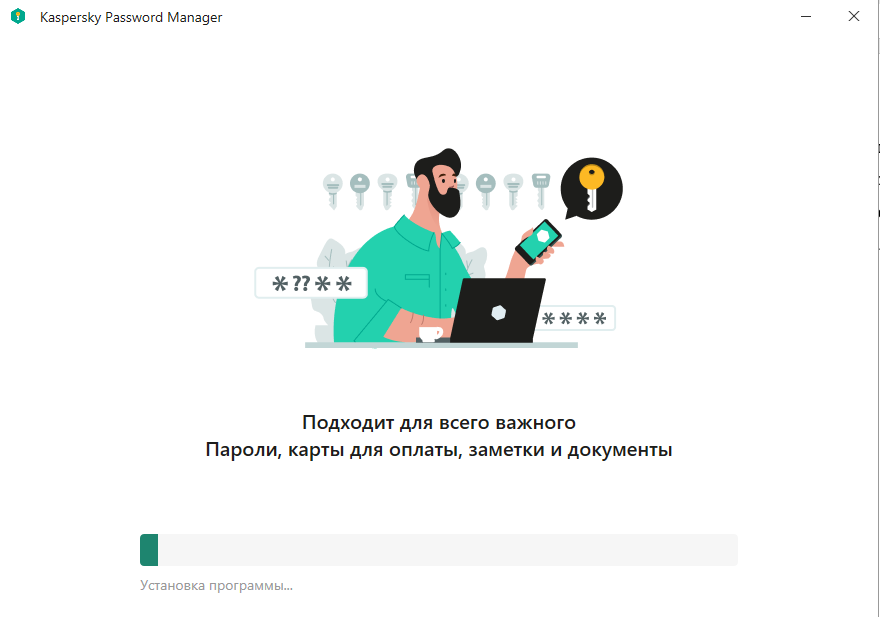 Kaspersky Password Manager
*??**
****
Подходит для всего важного
Пароли, карты для оплаты, заметки и документы
Установка программы...